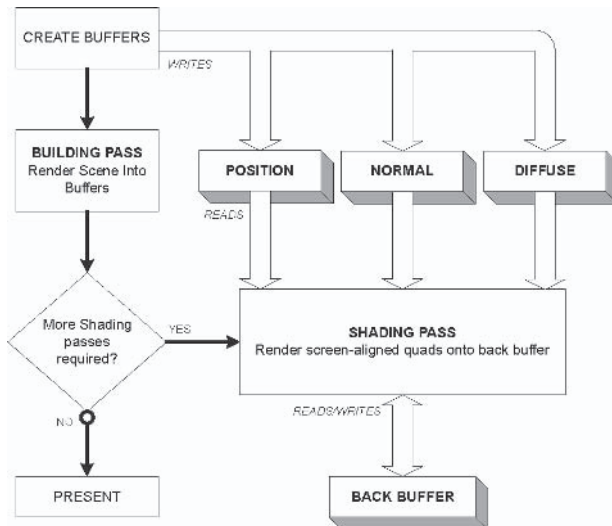 CREATE BUFFERS
WRITES
BUILDING PASS
Render Scene Into
Buffers
POSITION
NORMAL
DIFFUSE
READS
More Shading
passes
required?
YES
SHADING PASS
Render screen-aligned quads onto back buffer
NO
READS/WRITES
PRESENT
BACK BUFFER